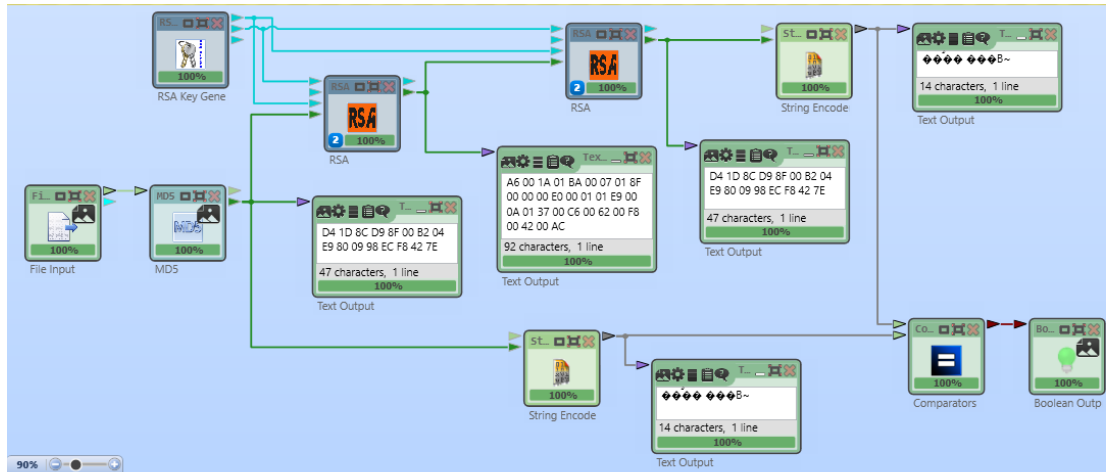 RS...
100%
RSA Key Gene
RSA
RSA
2
100%
RSA
RSA
RSA
2
100%
RSA
St...
100%
String Encode
T...
���� ���B~
14 characters, 1 line
100%
Text Output
Fi...
100%
File Input
MD5
MD5
100%
MD5
T...
D4 1D 8C D9 8F 00 B2 04
E9 80 09 98 EC F8 42 7E
47 characters, 1 line
100%
Text Output
Tex...
A6 00 1A 01 BA 00 07 01 8F
00 00 00 E0 00 01 01 E9 00
0A 01 37 00 C6 00 62 00 F8
00 42 00 AC
92 characters, 1 line
100%
Text Output
T...
D4 1D 8C D9 8F 00 B2 04
E9 80 09 98 EC F8 42 7E
47 characters, 1 line
100%
Text Output
St...
100%
String Encode
T...
���� ���B~
14 characters, 1 line
100%
Text Output
Co...
=
100%
Comparators
Bo...
100%
Boolean Outp
90%